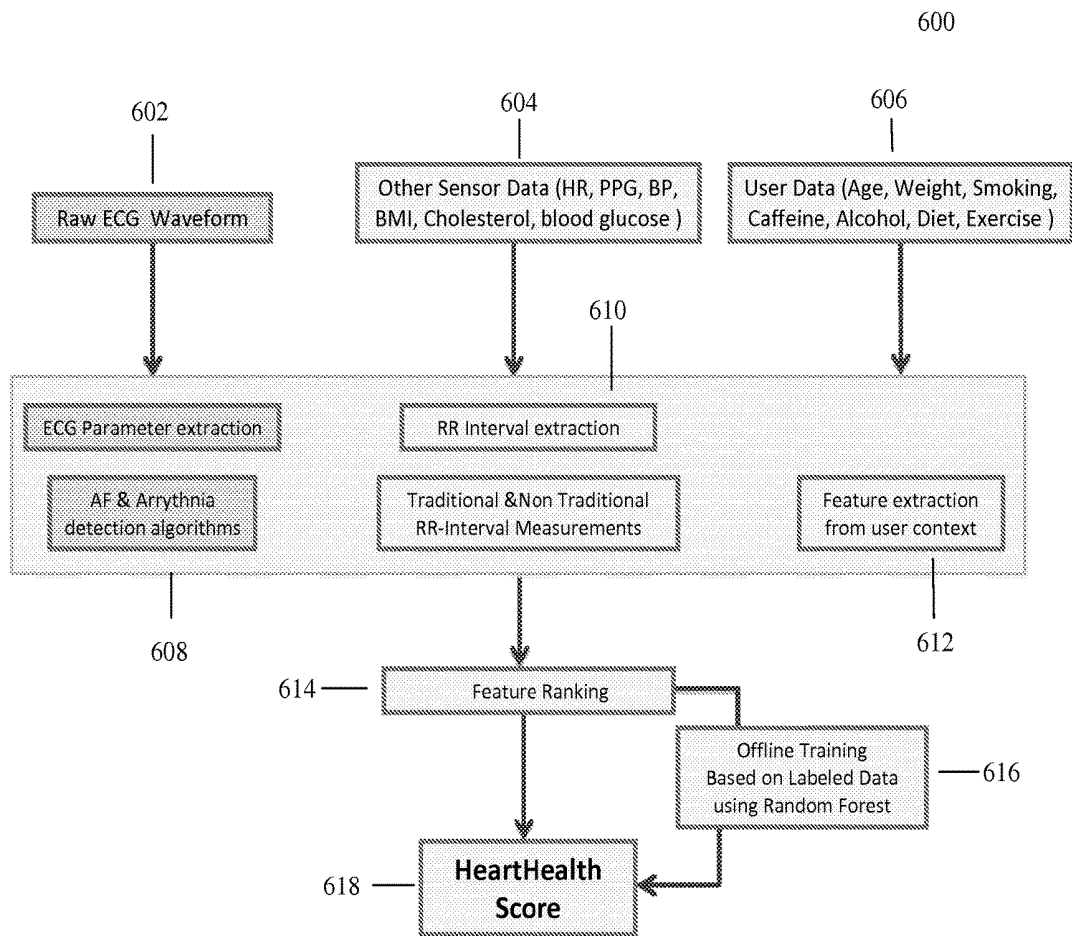 600
602
604
606
Raw ECG Waveform
Other Sensor Data (HR, PPG, BP,
BMI, Cholesterol, blood glucose )
User Data (Age, Weight, Smoking,
Caffeine, Alcohol, Diet, Exercise )
610
ECG Parameter extraction
RR Interval extraction
AF & Arrythnia
detection algorithms
Traditional &Non Traditional
RR-Interval Measurements
Feature extraction
from user context
608
612
614
Feature Ranking
Offline Training
Based on Labeled Data
using Random Forest
616
618
HeartHealth
Score